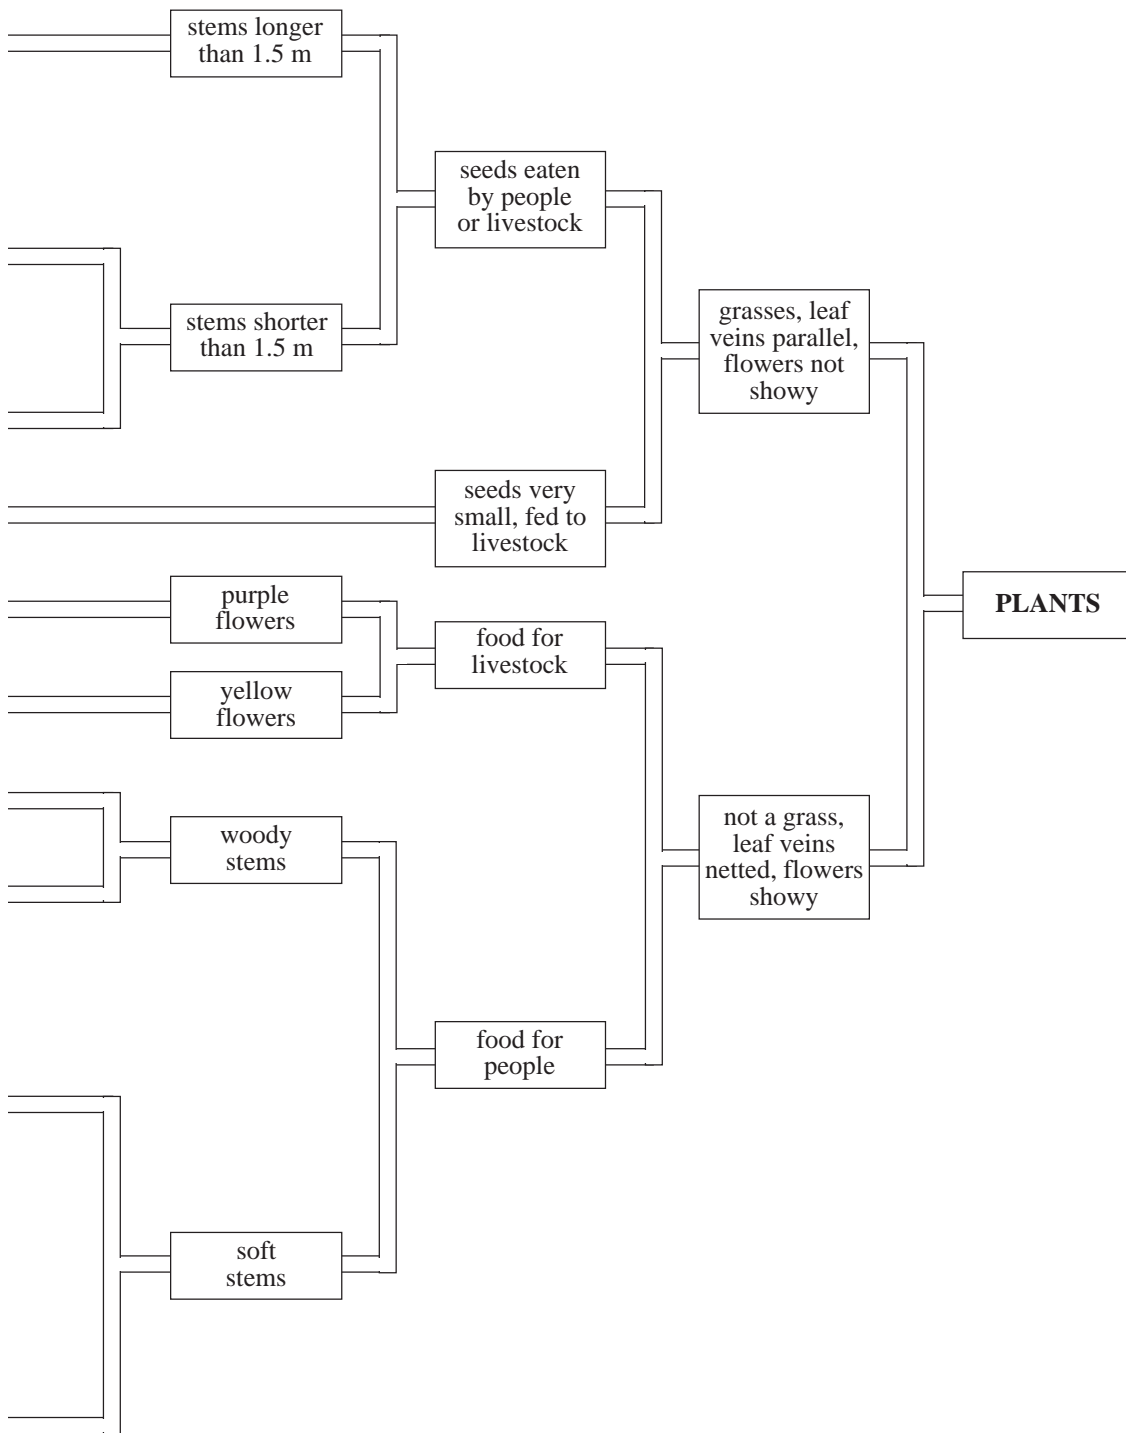 stems longer
than 1.5 m
seeds eaten
by people
or livestock
grasses, leaf
veins parallel,
flowers not
showy
stems shorter
than 1.5 m
seeds very
small, fed to
livestock
PLANTS
purple
flowers
food for
livestock
yellow
flowers
not a grass,
leaf veins
netted, flowers
showy
woody
stems
food for
people
soft
stems